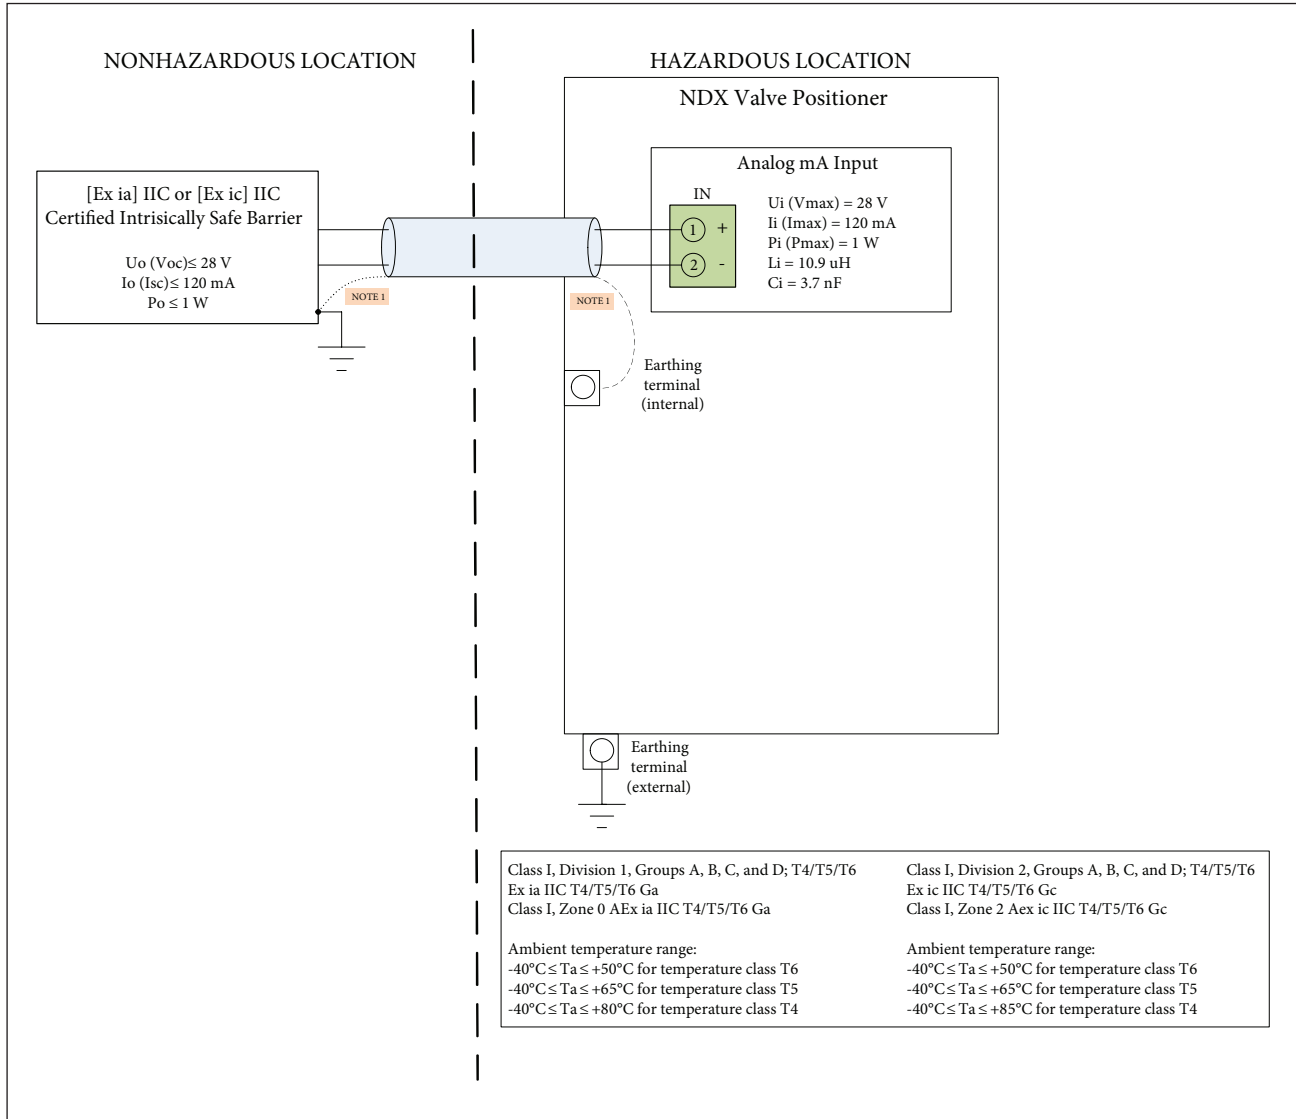 NONHAZARDOUS LOCATION
HAZARDOUS LOCATION
NDX Valve Positioner
[Ex ia] IIC or [Ex ic] IIC
Certified Intrisically Safe Barrier
Uo (Voc)≤ 28 V
Io (Isc)≤ 120 mA
Po ≤ 1 W
NOTE 1
NOTE 1
Analog mA Input
IN
1 +
2 -
Ui (Vmax) = 28 V
Ii (Imax) = 120 mA
Pi (Pmax) = 1 W
Li = 10.9 uH
Ci = 3.7 nF
Earthing
terminal
(internal)
Earthing
terminal
(external)
Class I, Division 1, Groups A, B, C, and D; T4/T5/T6
Ex ia IIC T4/T5/T6 Ga
Class I, Zone 0 AEx ia IIC T4/T5/T6 Ga
Ambient temperature range:
-40°C ≤ Ta ≤ +50°C for temperature class T6
-40°C ≤ Ta ≤ +65°C for temperature class T5
-40°C ≤ Ta ≤ +80°C for temperature class T4
Class I, Division 2, Groups A, B, C, and D; T4/T5/T6
Ex ic IIC T4/T5/T6 Gc
Class I, Zone 2 Aex ic IIC T4/T5/T6 Gc
Ambient temperature range:
-40°C ≤ Ta ≤ +50°C for temperature class T6
-40°C ≤ Ta ≤ +65°C for temperature class T5
-40°C ≤ Ta ≤ +85°C for temperature class T4